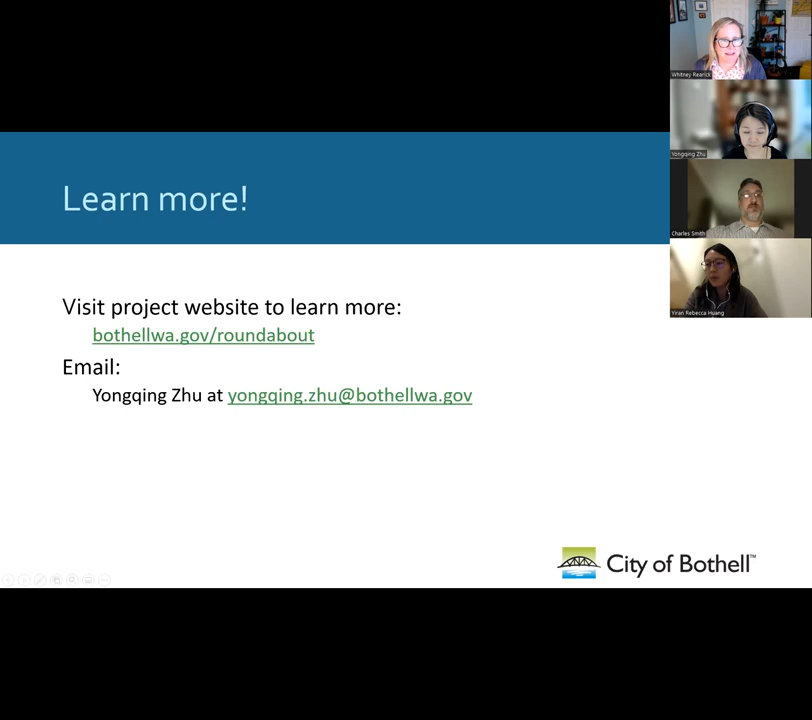 Learn more!
Visit project website to learn more:
bothellwa.gov/roundabout
Email:
Yongqing Zhu at yongqing.zhu@bothellwa.gov
City of Bothell™
Whitney Rearick
Yongqing Zhu
Charles Smith
Yiran Rebecca Huang